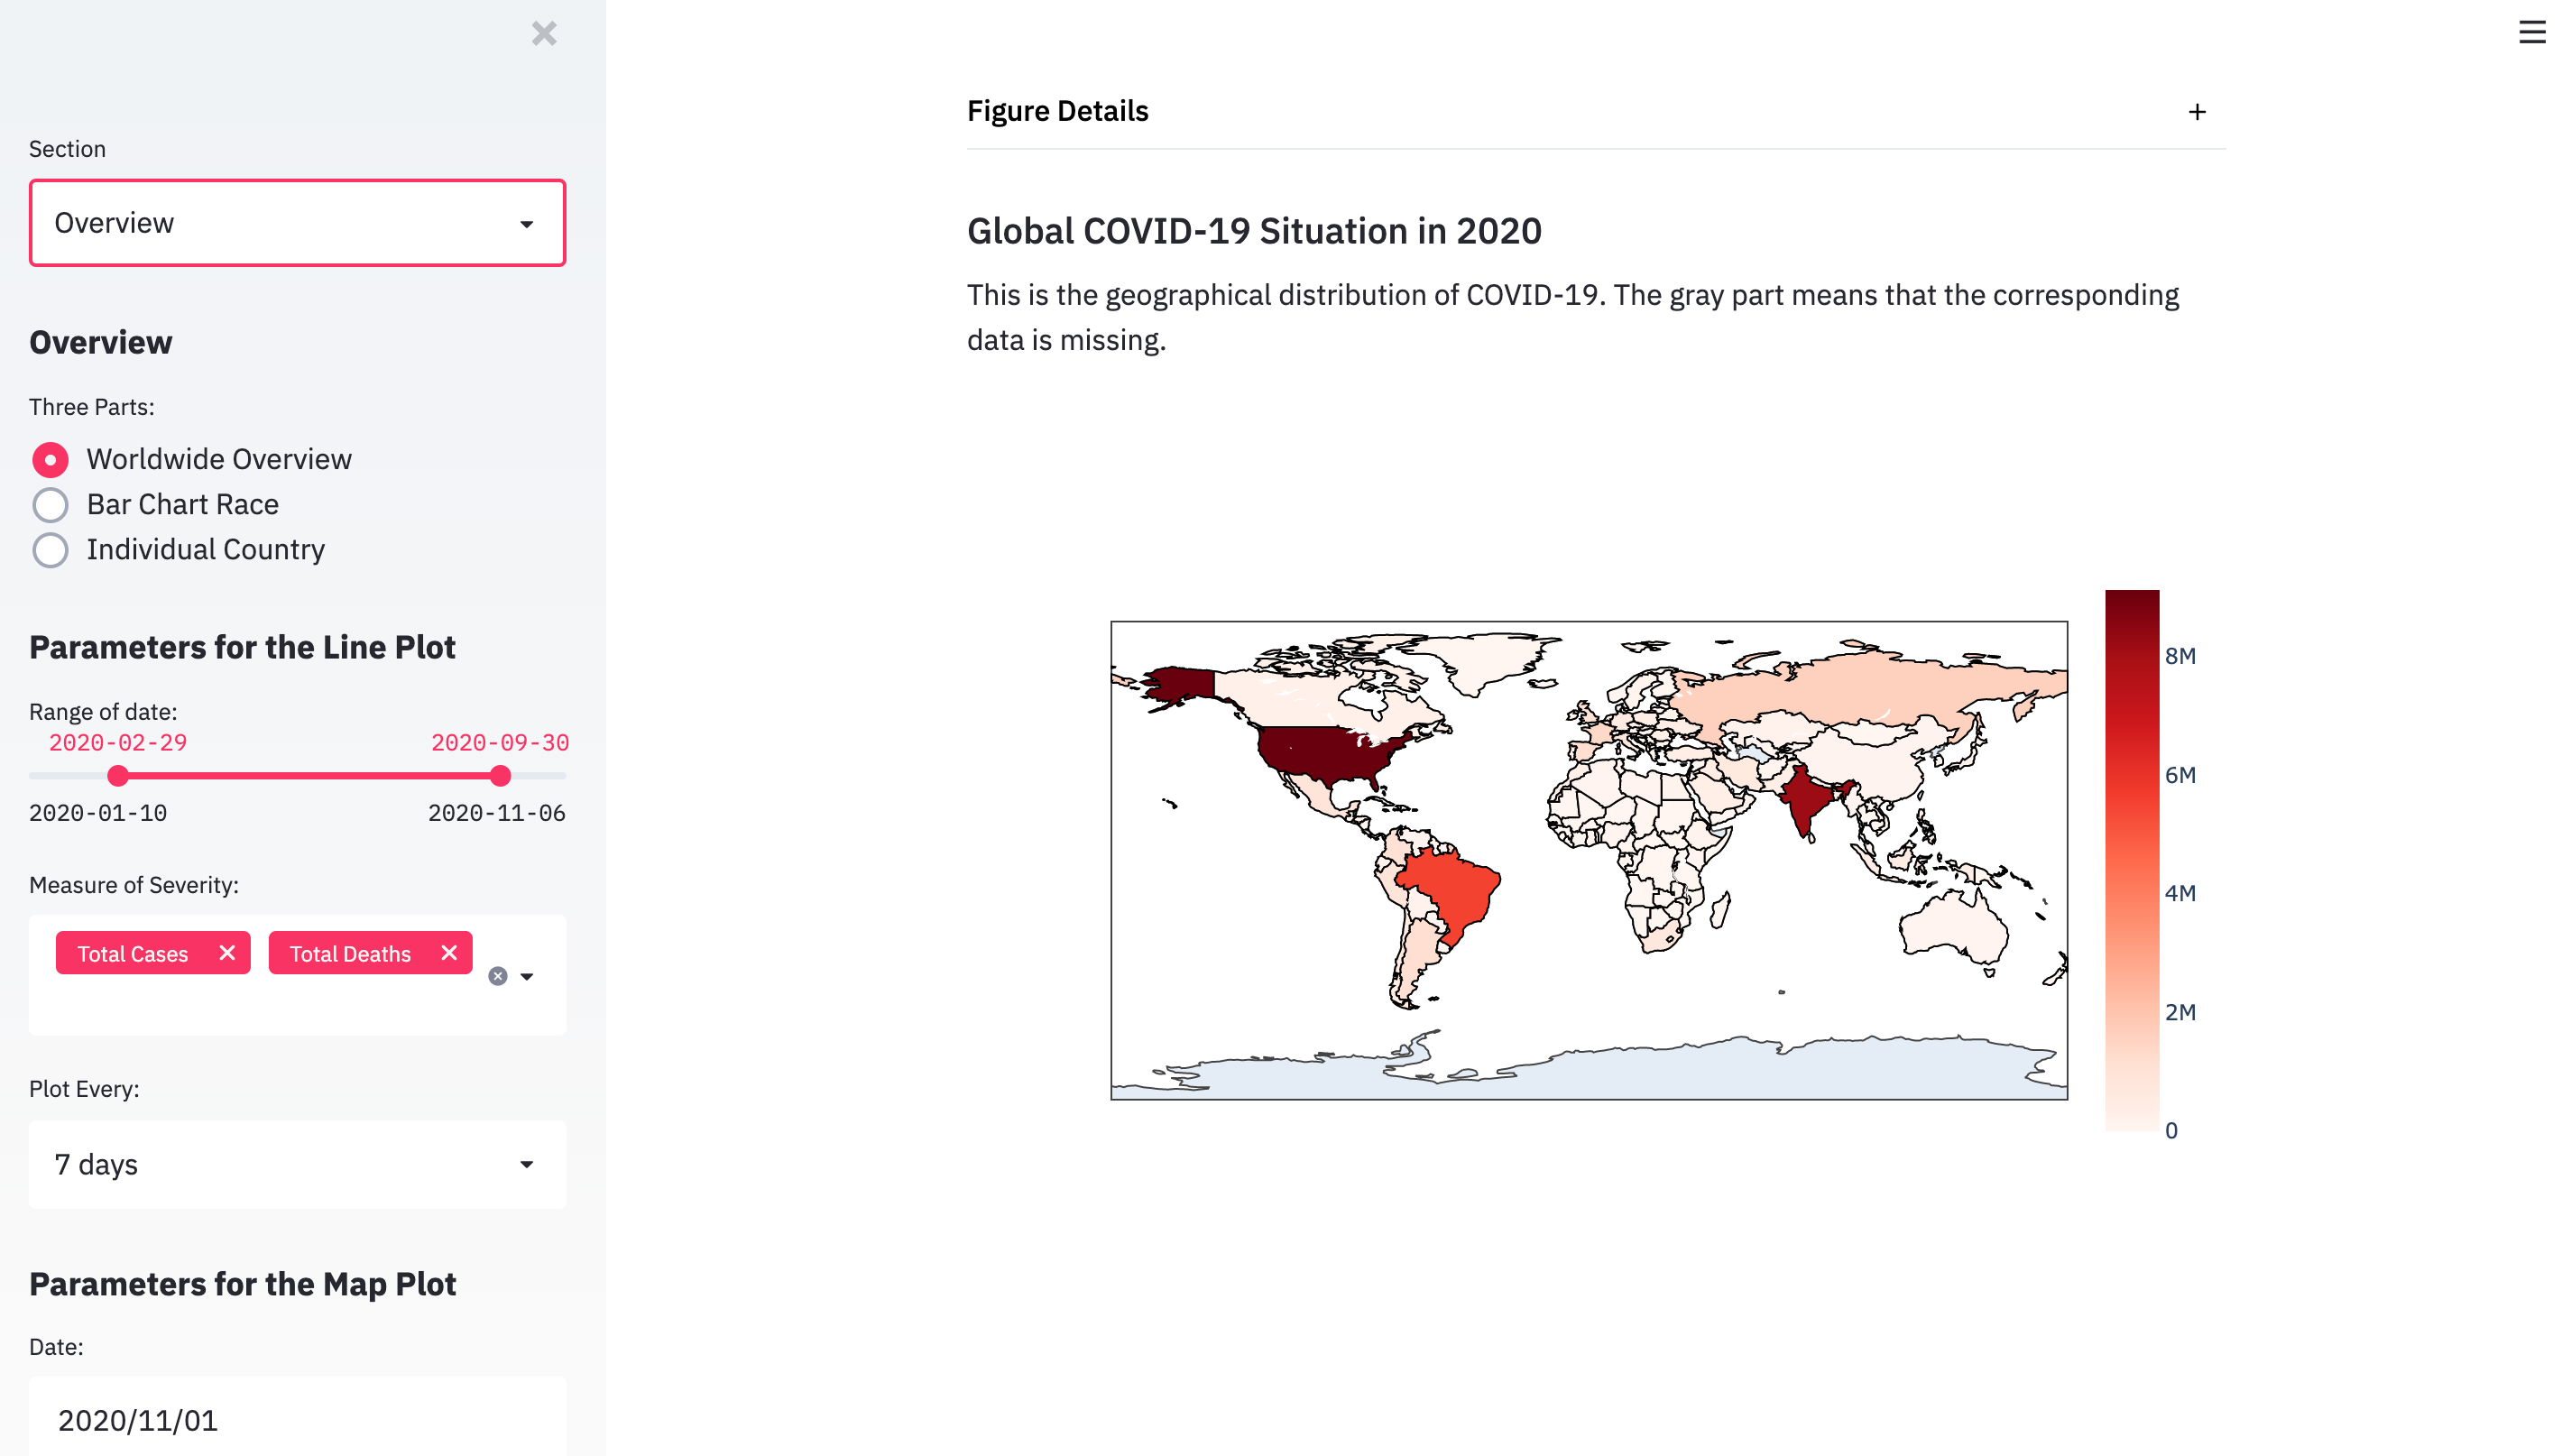 Section
Overview
Overview
Three Parts:
Worldwide Overview
Bar Chart Race
Individual Country
Parameters for the Line Plot
Range of date:
2020-02-29 2020-09-30
2020-01-10 2020-11-06
Measure of Severity:
Total Cases Total Deaths
Plot Every:
7 days
Parameters for the Map Plot
Date:
2020/11/01
Figure Details
Global COVID-19 Situation in 2020
This is the geographical distribution of COVID-19. The gray part means that the corresponding
data is missing.
8M
6M
4M
2M
0